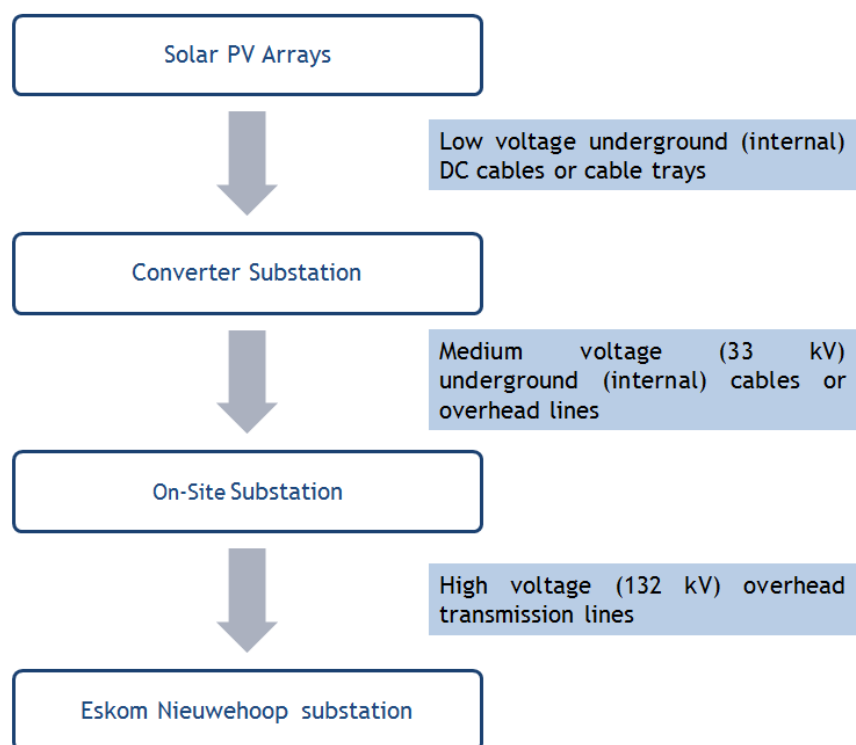 Solar PV Arrays
Low voltage underground (internal)
DC cables or cable trays
Converter Substation
Medium voltage (33 kV)
underground (internal) cables or
overhead lines
On-Site Substation
High voltage (132 kV) overhead
transmission lines
Eskom Nieuwehoop substation